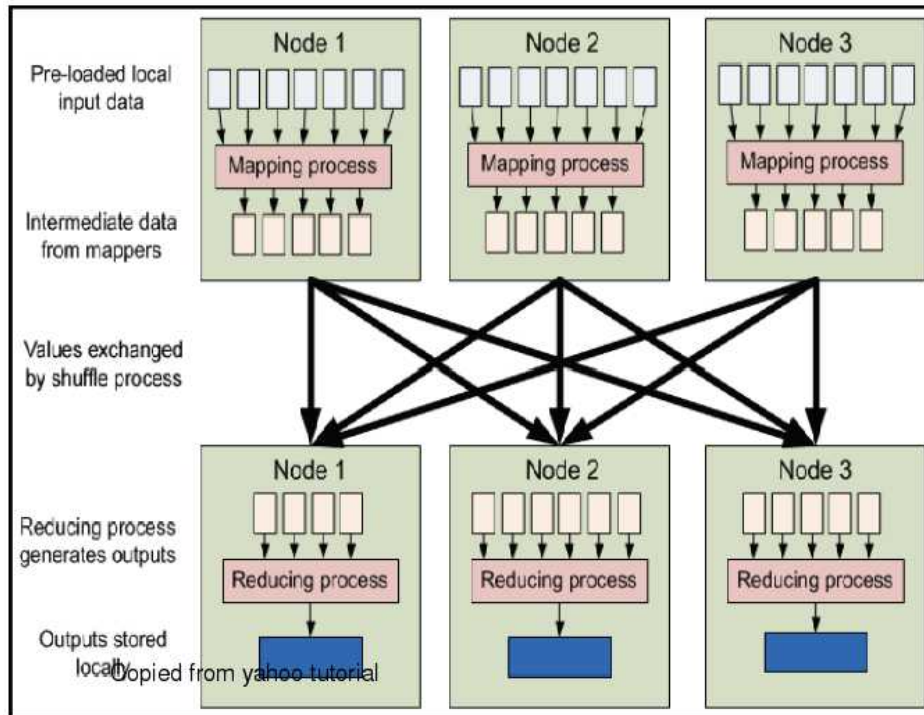 Node 1
Node 2
Node 3
Pre-loaded local
input data
Mapping process
Mapping process
Mapping process
Intermediate data
from mappers
Values exchanged
by shuffle process
Node 1
Node 2
Node 3
Reducing process
generates outputs
Reducing process
Reducing process
Reducing process
Outputs stored
locally
Copied from yahoo tutorial